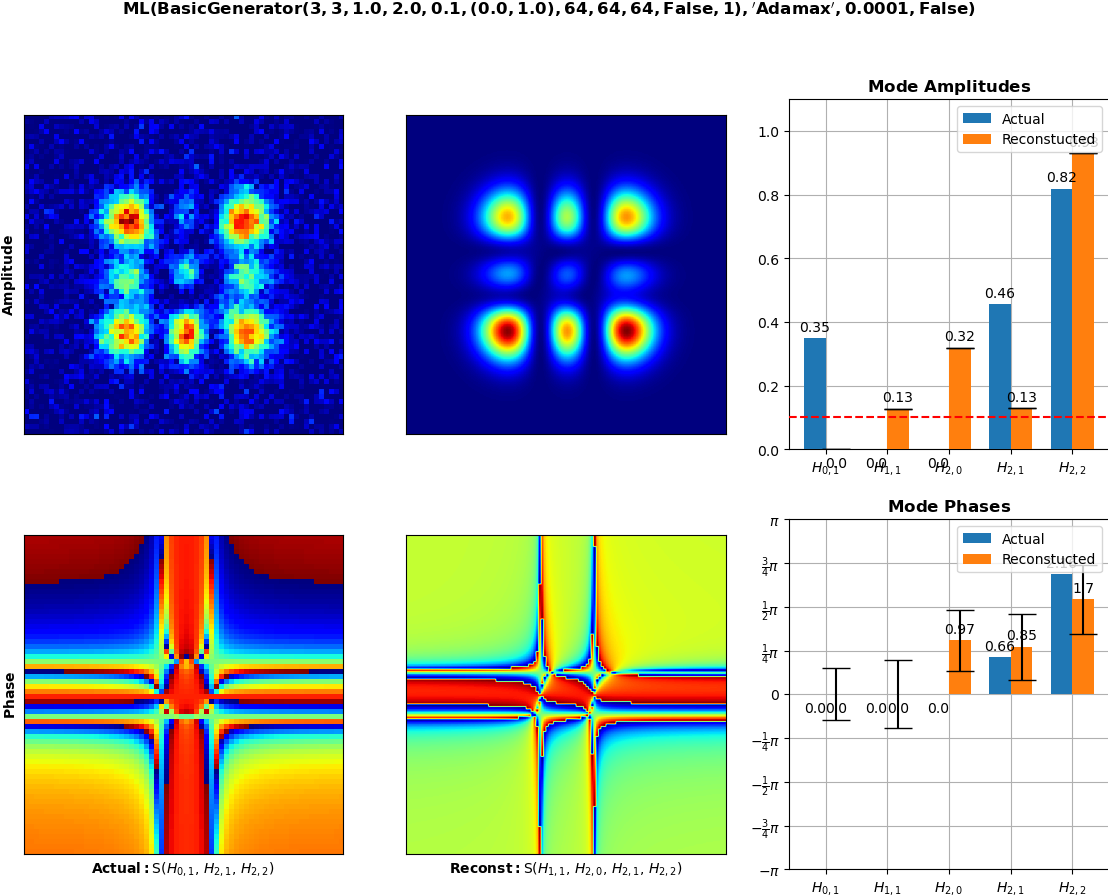 ML(BasicGenerator(3, 3, 1.0, 2.0, 0.1, (0.0, 1.0), 64, 64, 64, False, 1), 'Adamax', 0.0001, False)
Amplitude
Mode Amplitudes
Actual
Reconstucted
1.0
0.8
0.6
0.4
0.2
0.0
0.35
0.0
0.0
0.13
0.0
0.32
0.46
0.13
0.82
0.93
H0,1
H1,1
H2,0
H2,1
H2,2
Phase
Actual: S(H0,1, H2,1, H2,2)
Reconst: S(H1,1, H2,0, H2,1, H2,2)
Mode Phases
Actual
Reconstucted
π
3/4π
1/2π
1/4π
0
−1/4π
−1/2π
−3/4π
−π
0.0
0.0
0.0
0.0
0.0
0.97
0.66
0.85
1.7
H0,1
H1,1
H2,0
H2,1
H2,2